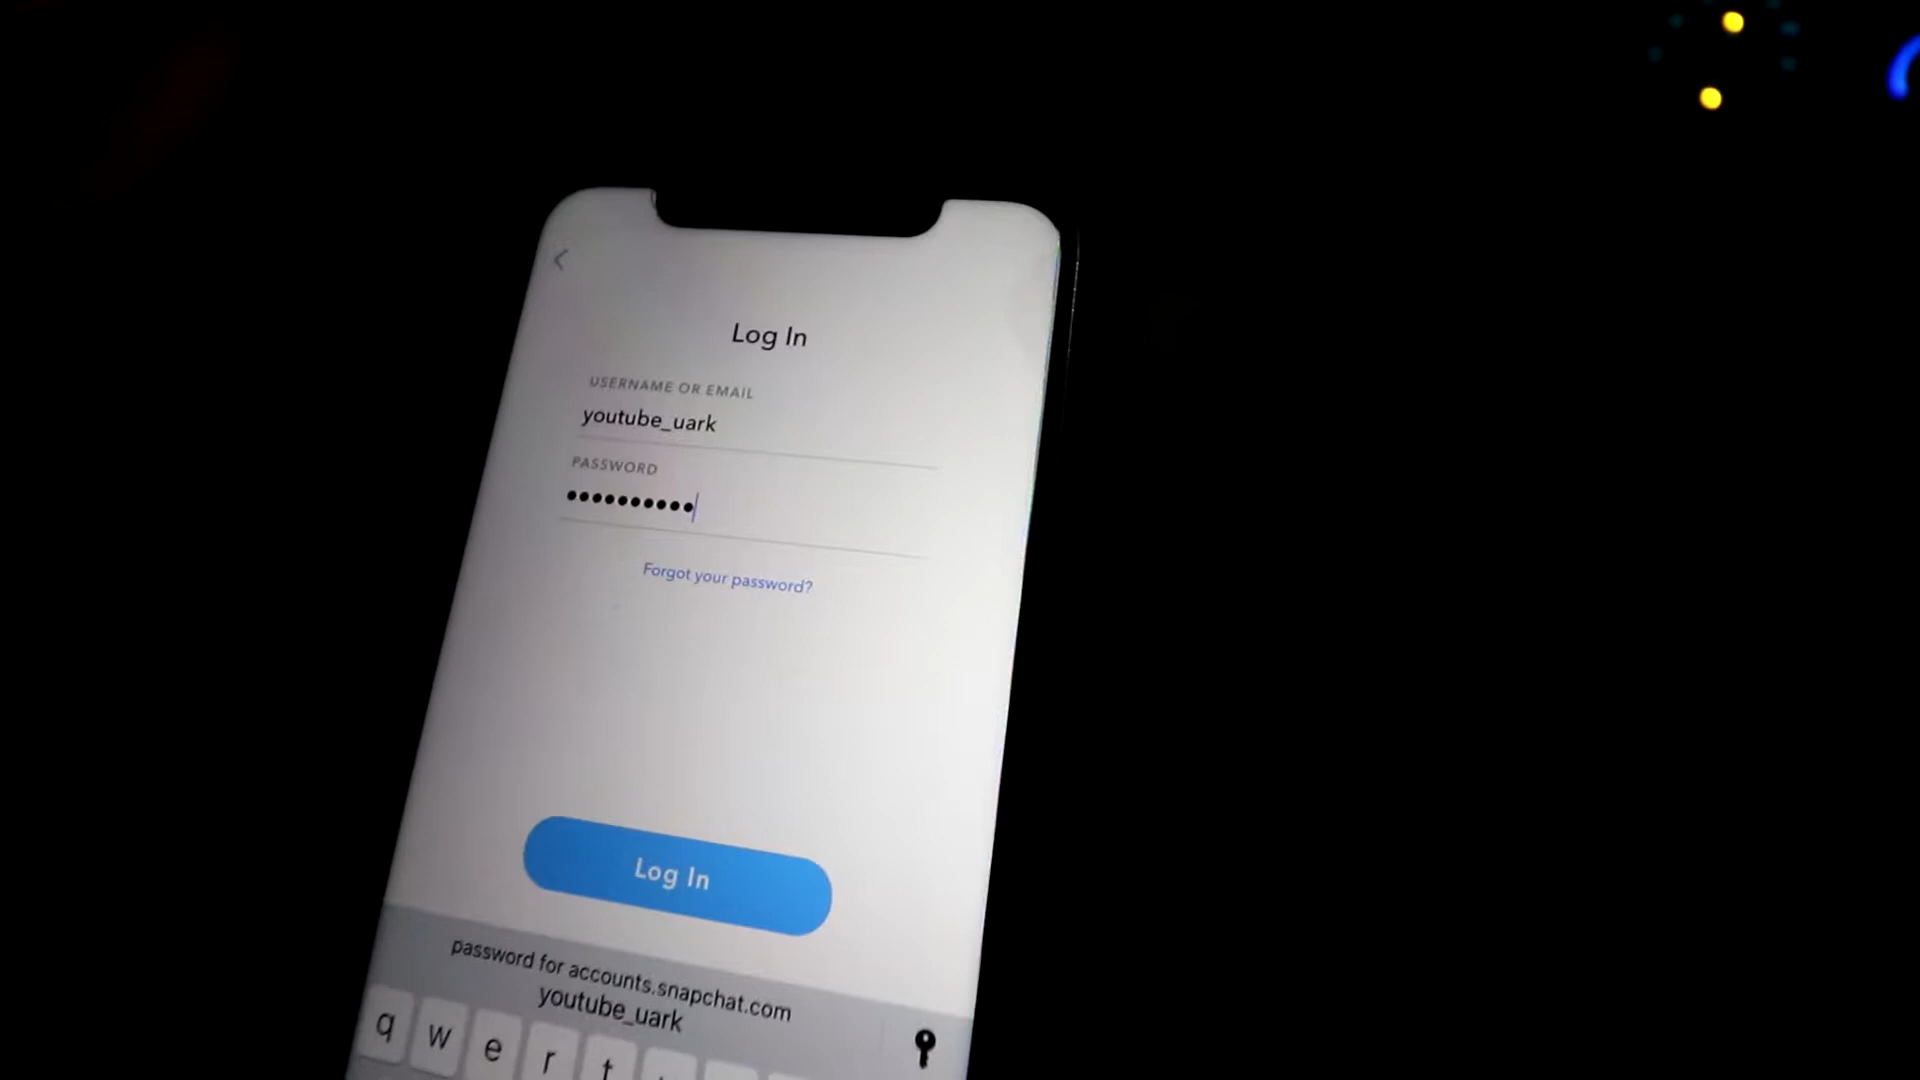 Log In
USERNAME OR EMAIL
youtube_uark
PASSWORD
••••••••••
Forgot your password?
Log In
password for accounts.snapchat.com
youtube_uark
q w e r t